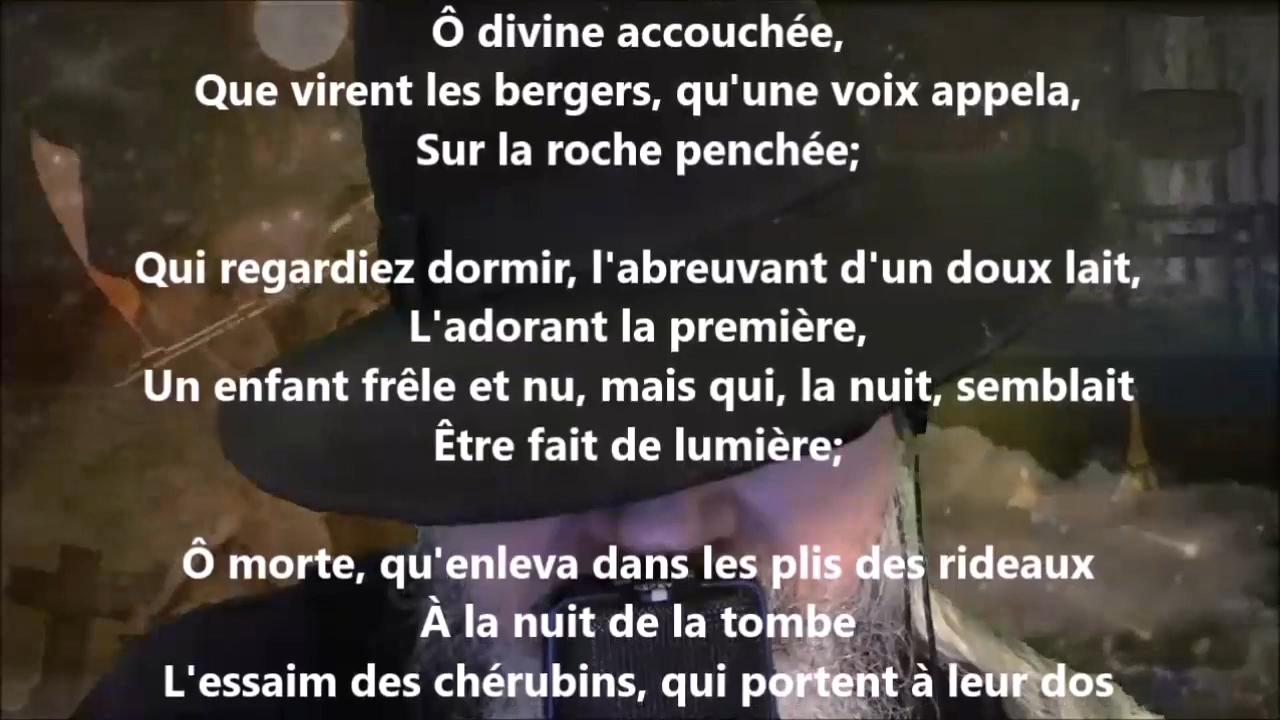 Ô divine accouchée,
Que virent les bergers, qu'une voix appela,
Sur la roche penchée;
Qui regardiez dormir, l'abreuvant d'un doux lait,
L'adorant la première,
Un enfant frêle et nu, mais qui, la nuit, semblait
Être fait de lumière;
Ô morte, qu'enleva dans les plis des rideaux
À la nuit de la tombe
L'essaim des chérubins, qui portent à leur dos